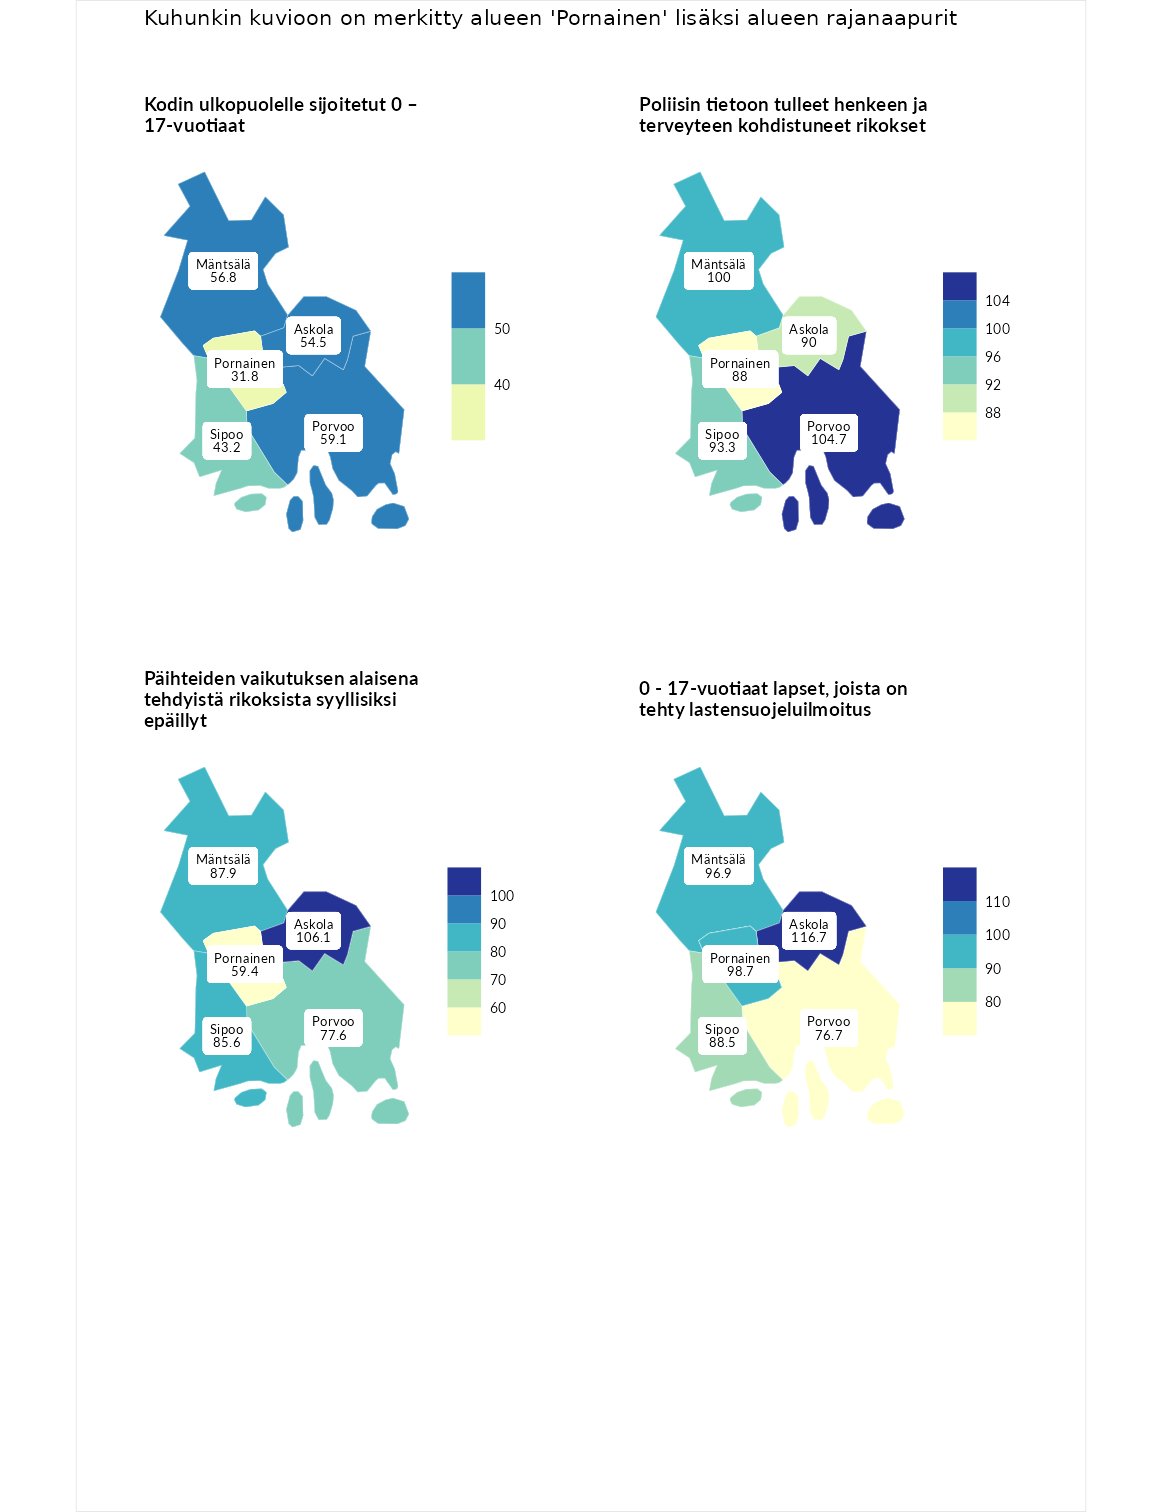 Kuhunkin kuvioon on merkitty alueen 'Pornainen' lisäksi alueen rajanaapurit
Kodin ulkopuolelle sijoitetut 0 –
17-vuotiaat
Mäntsälä
56.8
Askola
54.5
Pornainen
31.8
Sipoo
43.2
Porvoo
59.1
50
40
Poliisin tietoon tulleet henkeen ja
terveyteen kohdistuneet rikokset
Mäntsälä
100
Askola
90
Pornainen
88
Sipoo
93.3
Porvoo
104.7
104
100
96
92
88
Päihteiden vaikutuksen alaisena
tehdyistä rikoksista syyllisiksi
epäillyt
Mäntsälä
87.9
Askola
106.1
Pornainen
59.4
Sipoo
85.6
Porvoo
77.6
100
90
80
70
60
0 - 17-vuotiaat lapset, joista on
tehty lastensuojeluilmoitus
Mäntsälä
96.9
Askola
116.7
Pornainen
98.7
Sipoo
88.5
Porvoo
76.7
110
100
90
80